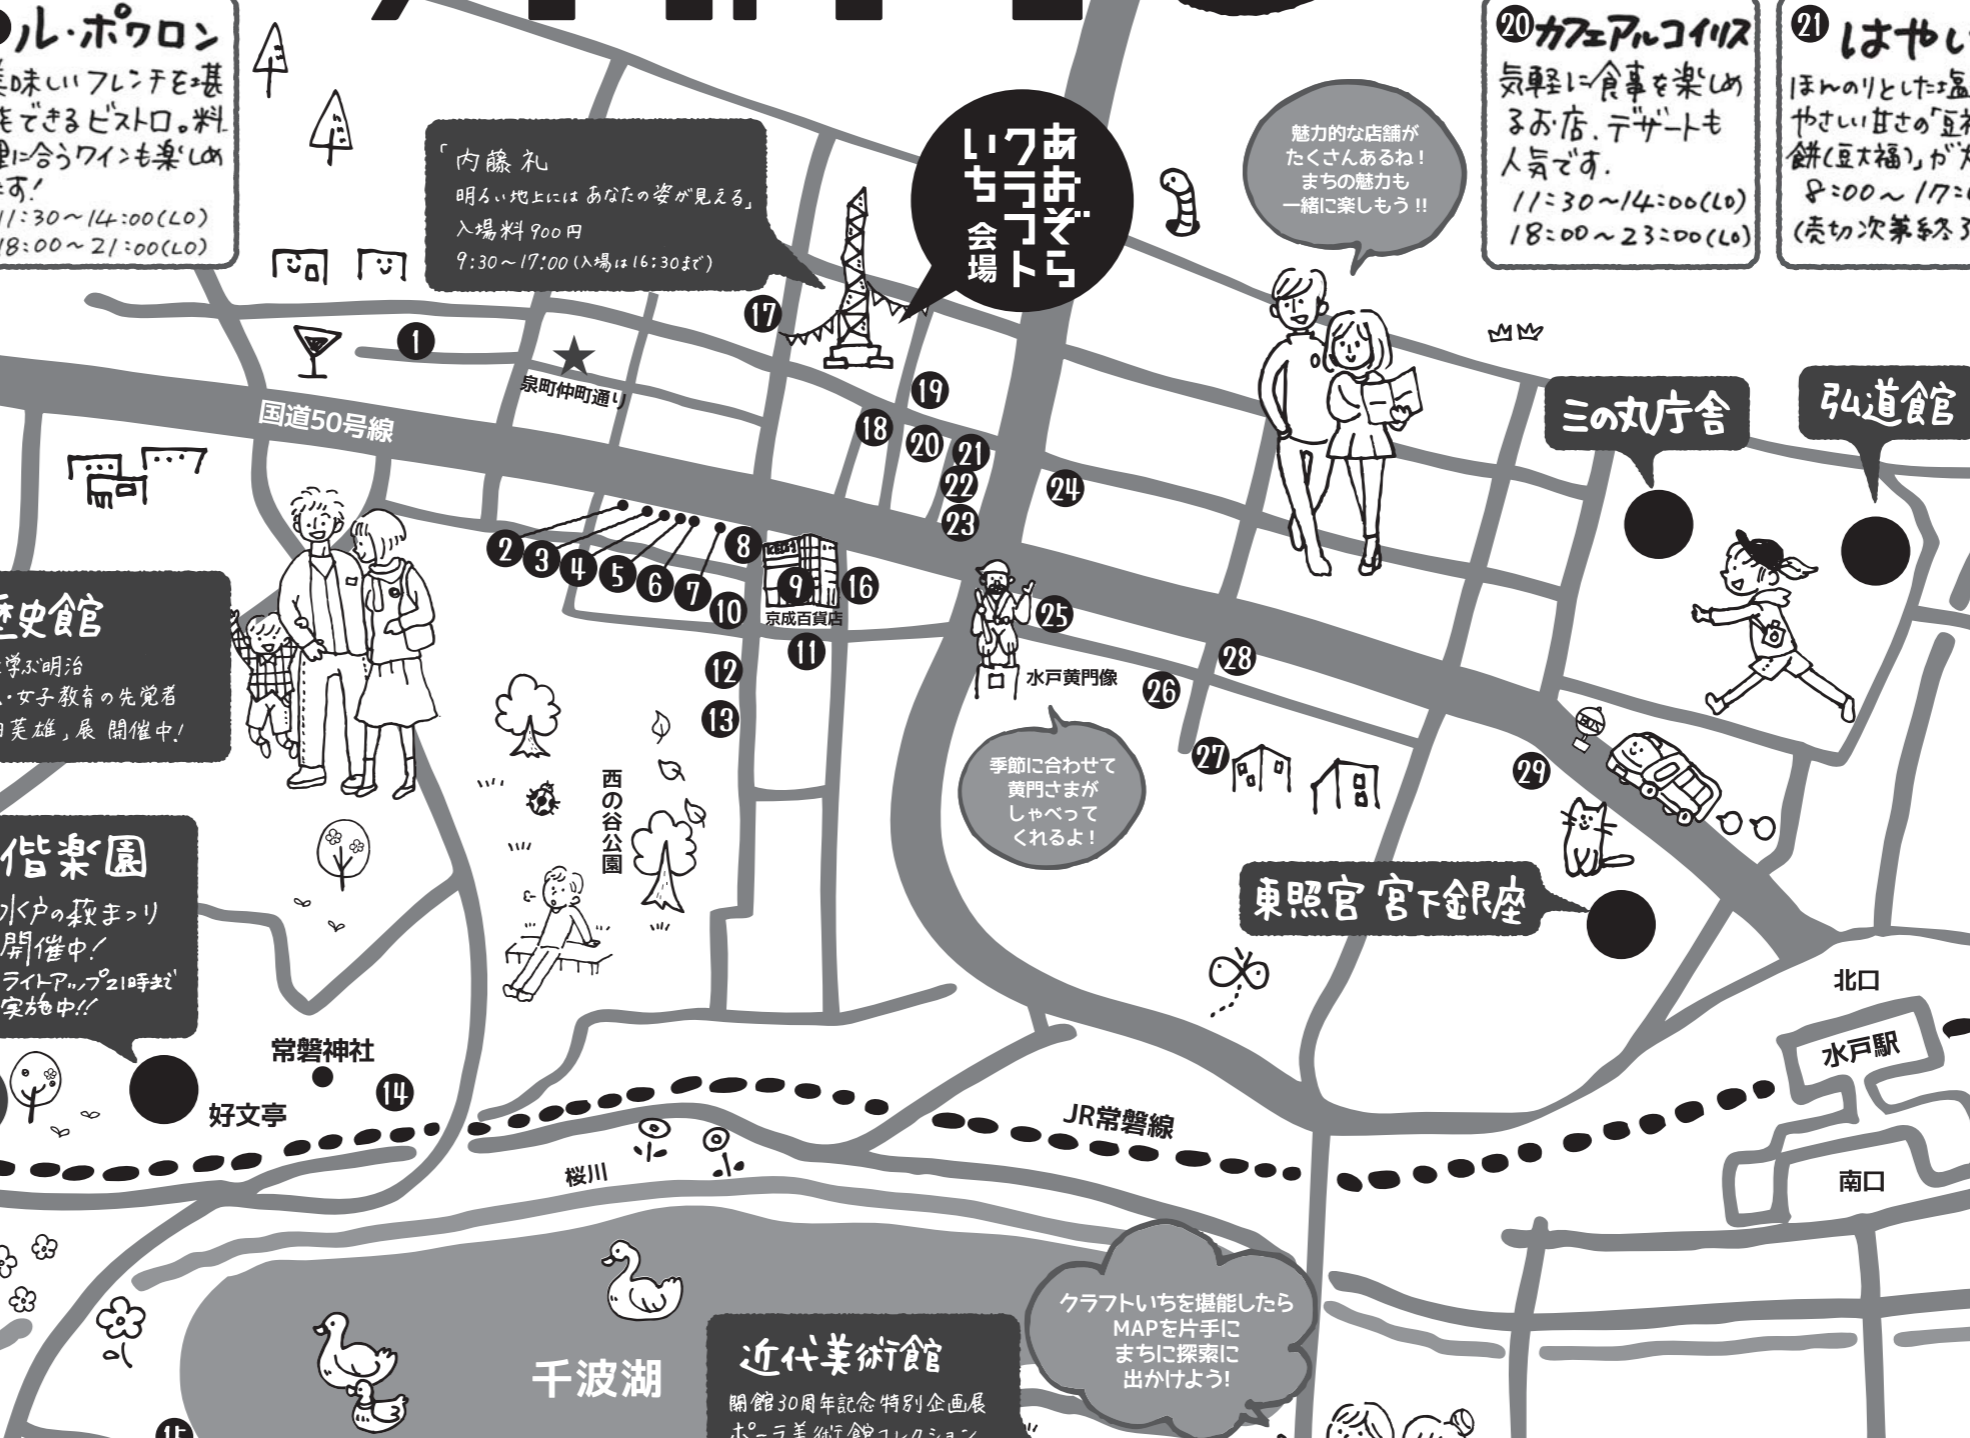 ル・ポワロン
味しいフレンチを堪
できるビストロ。料
理に合うワインも楽しめ
ます!
11:30〜14:00(LO)
18:00〜21:00(LO)
「内藤礼
明るい地上には あなたの姿が見える」
入場料900円
9:30〜17:00(入場は16:30まで)
あおぞら
クラフト
いち 会場
魅力的な店舗が
たくさんあるね!
まちの魅力も
一緒に楽しもう!!
20 カフェアルコイリス
気軽に食事を楽しめ
るお店、デザートも
人気です.
11:30〜14:00(LO)
18:00〜23:00(LO)
21 はやい
ほんのりとした塩
やさしい甘さの「豆
餅(豆大福)」が
8:00〜17:
(売切次第終了
17
1
泉町仲町通り
国道50号線
19
18
20
21
22
23
24
三の丸庁舎
弘道館
2
3
4
5
6
7
8
9
16
10
京成百貨店
11
12
13
25
水戸黄門像
28
26
27
29
BUS
季節に合わせて
黄門さまが
しゃべって
くれるよ!
西の谷公園
歴史館
学ぶ明治
・女子教育の先覚者
芙雄」展 開催中!
偕楽園
水戸の萩まつり
開催中!
ライトアップ21時まで
実施中!!
東照宮 宮下銀座
北口
水戸駅
南口
常磐神社
14
好文亭
JR常磐線
桜川
千波湖
15
近代美術館
開館30周年記念特別企画展
ポーラ美術館コレクション
クラフトいちを堪能したら
MAPを片手に
まちに探索に
出かけよう!